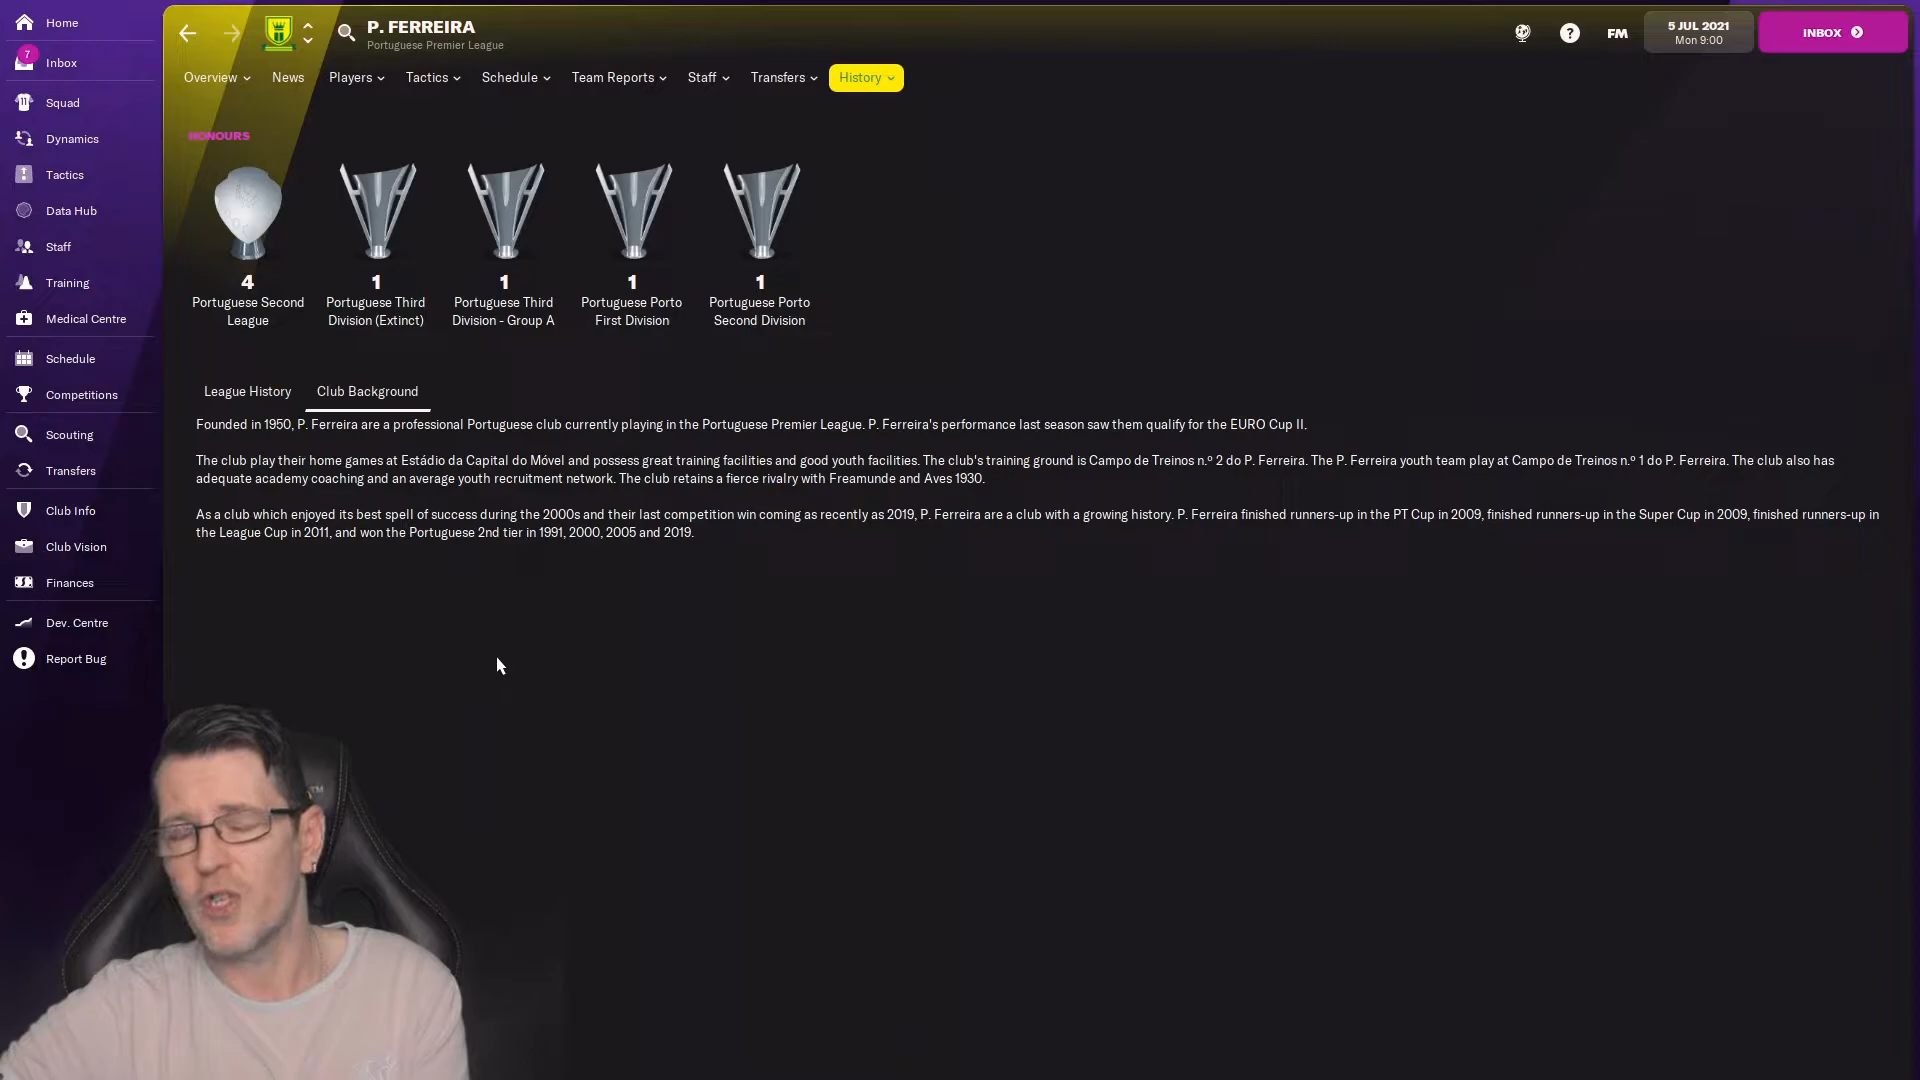 Home
7
Inbox
Squad
Dynamics
Tactics
Data Hub
Staff
Training
Medical Centre
Schedule
Competitions
Scouting
Transfers
Club Info
Club Vision
Finances
Dev. Centre
Report Bug
P. FERREIRA
Portuguese Premier League
FM
5 JUL 2021
Mon 9:00
INBOX
Overview News Players Tactics Schedule Team Reports Staff Transfers History
HONOURS
4
Portuguese Second
League
1
Portuguese Third
Division (Extinct)
1
Portuguese Third
Division - Group A
1
Portuguese Porto
First Division
1
Portuguese Porto
Second Division
League History Club Background
Founded in 1950, P. Ferreira are a professional Portuguese club currently playing in the Portuguese Premier League. P. Ferreira's performance last season saw them qualify for the EURO Cup II.
The club play their home games at Estádio da Capital do Móvel and possess great training facilities and good youth facilities. The club's training ground is Campo de Treinos n.º 2 do P. Ferreira. The P. Ferreira youth team play at Campo de Treinos n.º 1 do P. Ferreira. The club also has
adequate academy coaching and an average youth recruitment network. The club retains a fierce rivalry with Freamunde and Aves 1930.
As a club which enjoyed its best spell of success during the 2000s and their last competition win coming as recently as 2019, P. Ferreira are a club with a growing history. P. Ferreira finished runners-up in the PT Cup in 2009, finished runners-up in the Super Cup in 2009, finished runners-up in
the League Cup in 2011, and won the Portuguese 2nd tier in 1991, 2000, 2005 and 2019.
TM